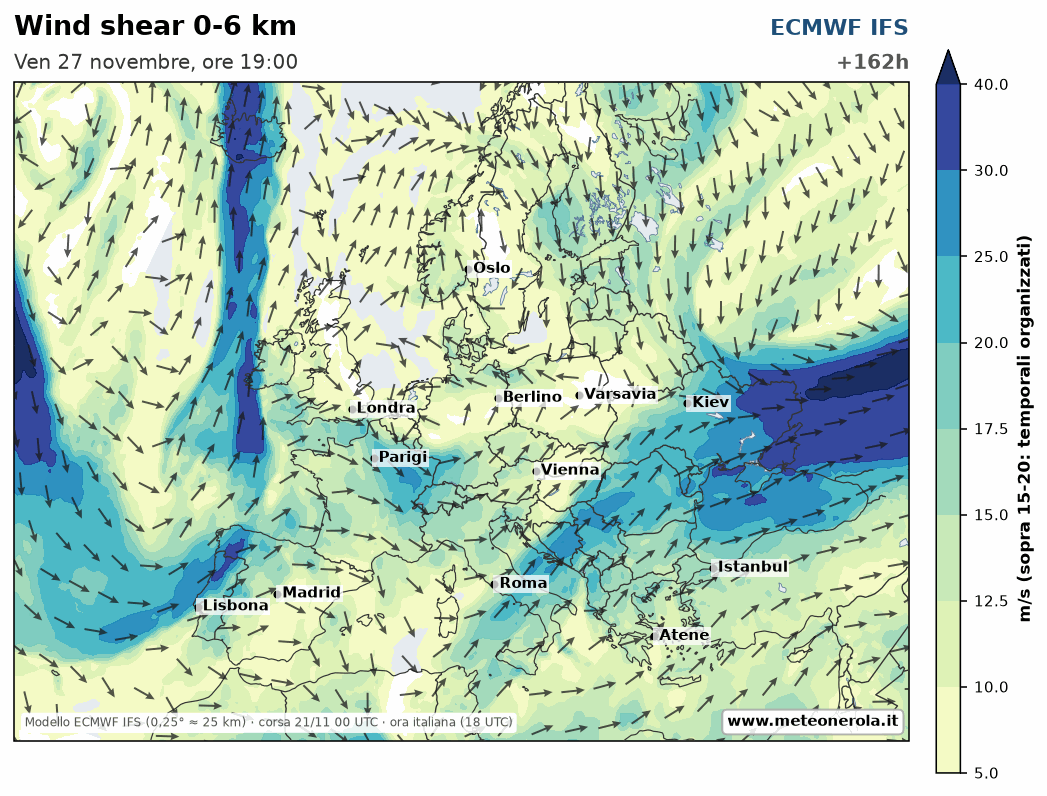 Wind shear 0-6 km
ECMWF IFS
Ven 27 novembre, ore 19:00
+162h
40.0
30.0
25.0
20.0
17.5
15.0
12.5
10.0
5.0
m/s (sopra 15-20: temporali organizzati)
Oslo
Londra
Berlino
Varsavia
Kiev
Parigi
Vienna
Istanbul
Roma
Madrid
Lisbona
Atene
Modello ECMWF IFS (0,25° ≈ 25 km) · corsa 21/11 00 UTC · ora italiana (18 UTC)
www.meteonerola.it